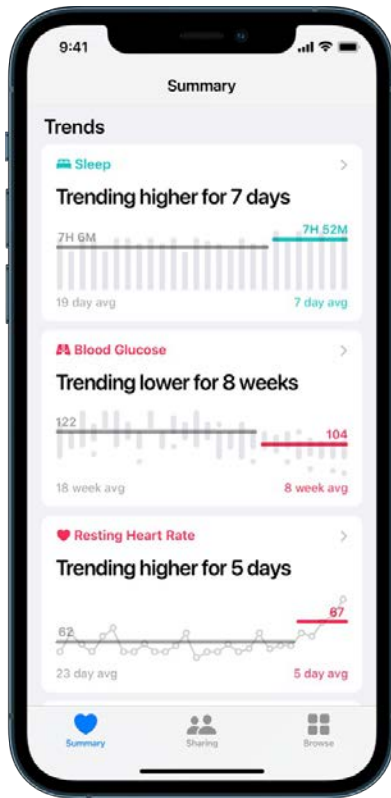 9:41
Summary
Trends
Sleep
Trending higher for 7 days
7H 6M
7H 52M
19 day avg
7 day avg
Blood Glucose
Trending lower for 8 weeks
122
104
18 week avg
8 week avg
Resting Heart Rate
Trending higher for 5 days
62
67
23 day avg
5 day avg
Summary
Sharing
Browse